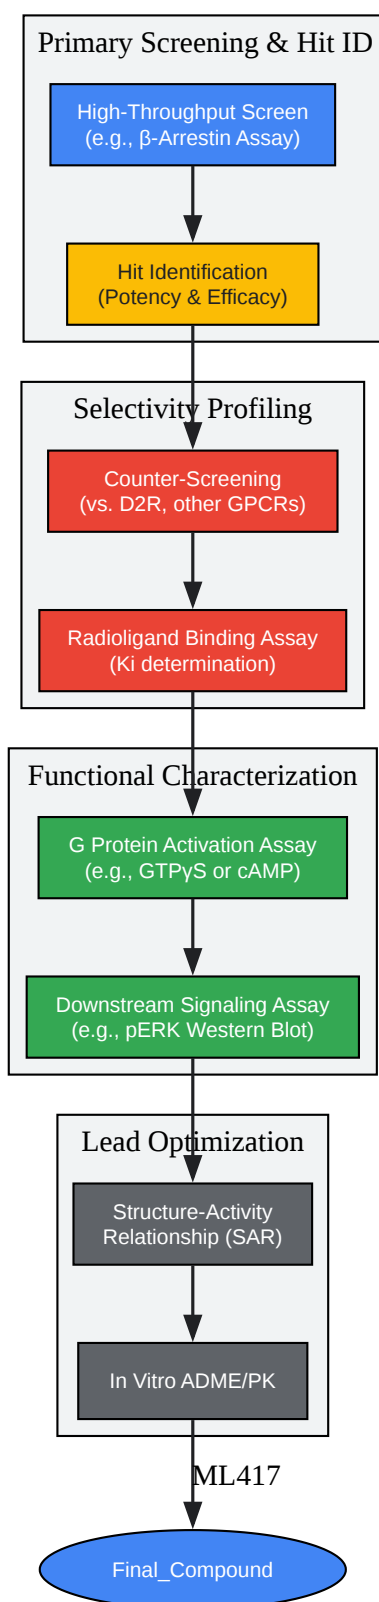 Primary Screening & Hit ID
High-Throughput Screen
(e.g., β-Arrestin Assay)
Hit Identification
(Potency & Efficacy)
Selectivity Profiling
Counter-Screening
(vs. D2R, other GPCRs)
Radioligand Binding Assay
(Ki determination)
Functional Characterization
G Protein Activation Assay
(e.g., GTPγS or cAMP)
Downstream Signaling Assay
(e.g., pERK Western Blot)
Lead Optimization
Structure-Activity
Relationship (SAR)
In Vitro ADME/PK
ML417
Final_Compound